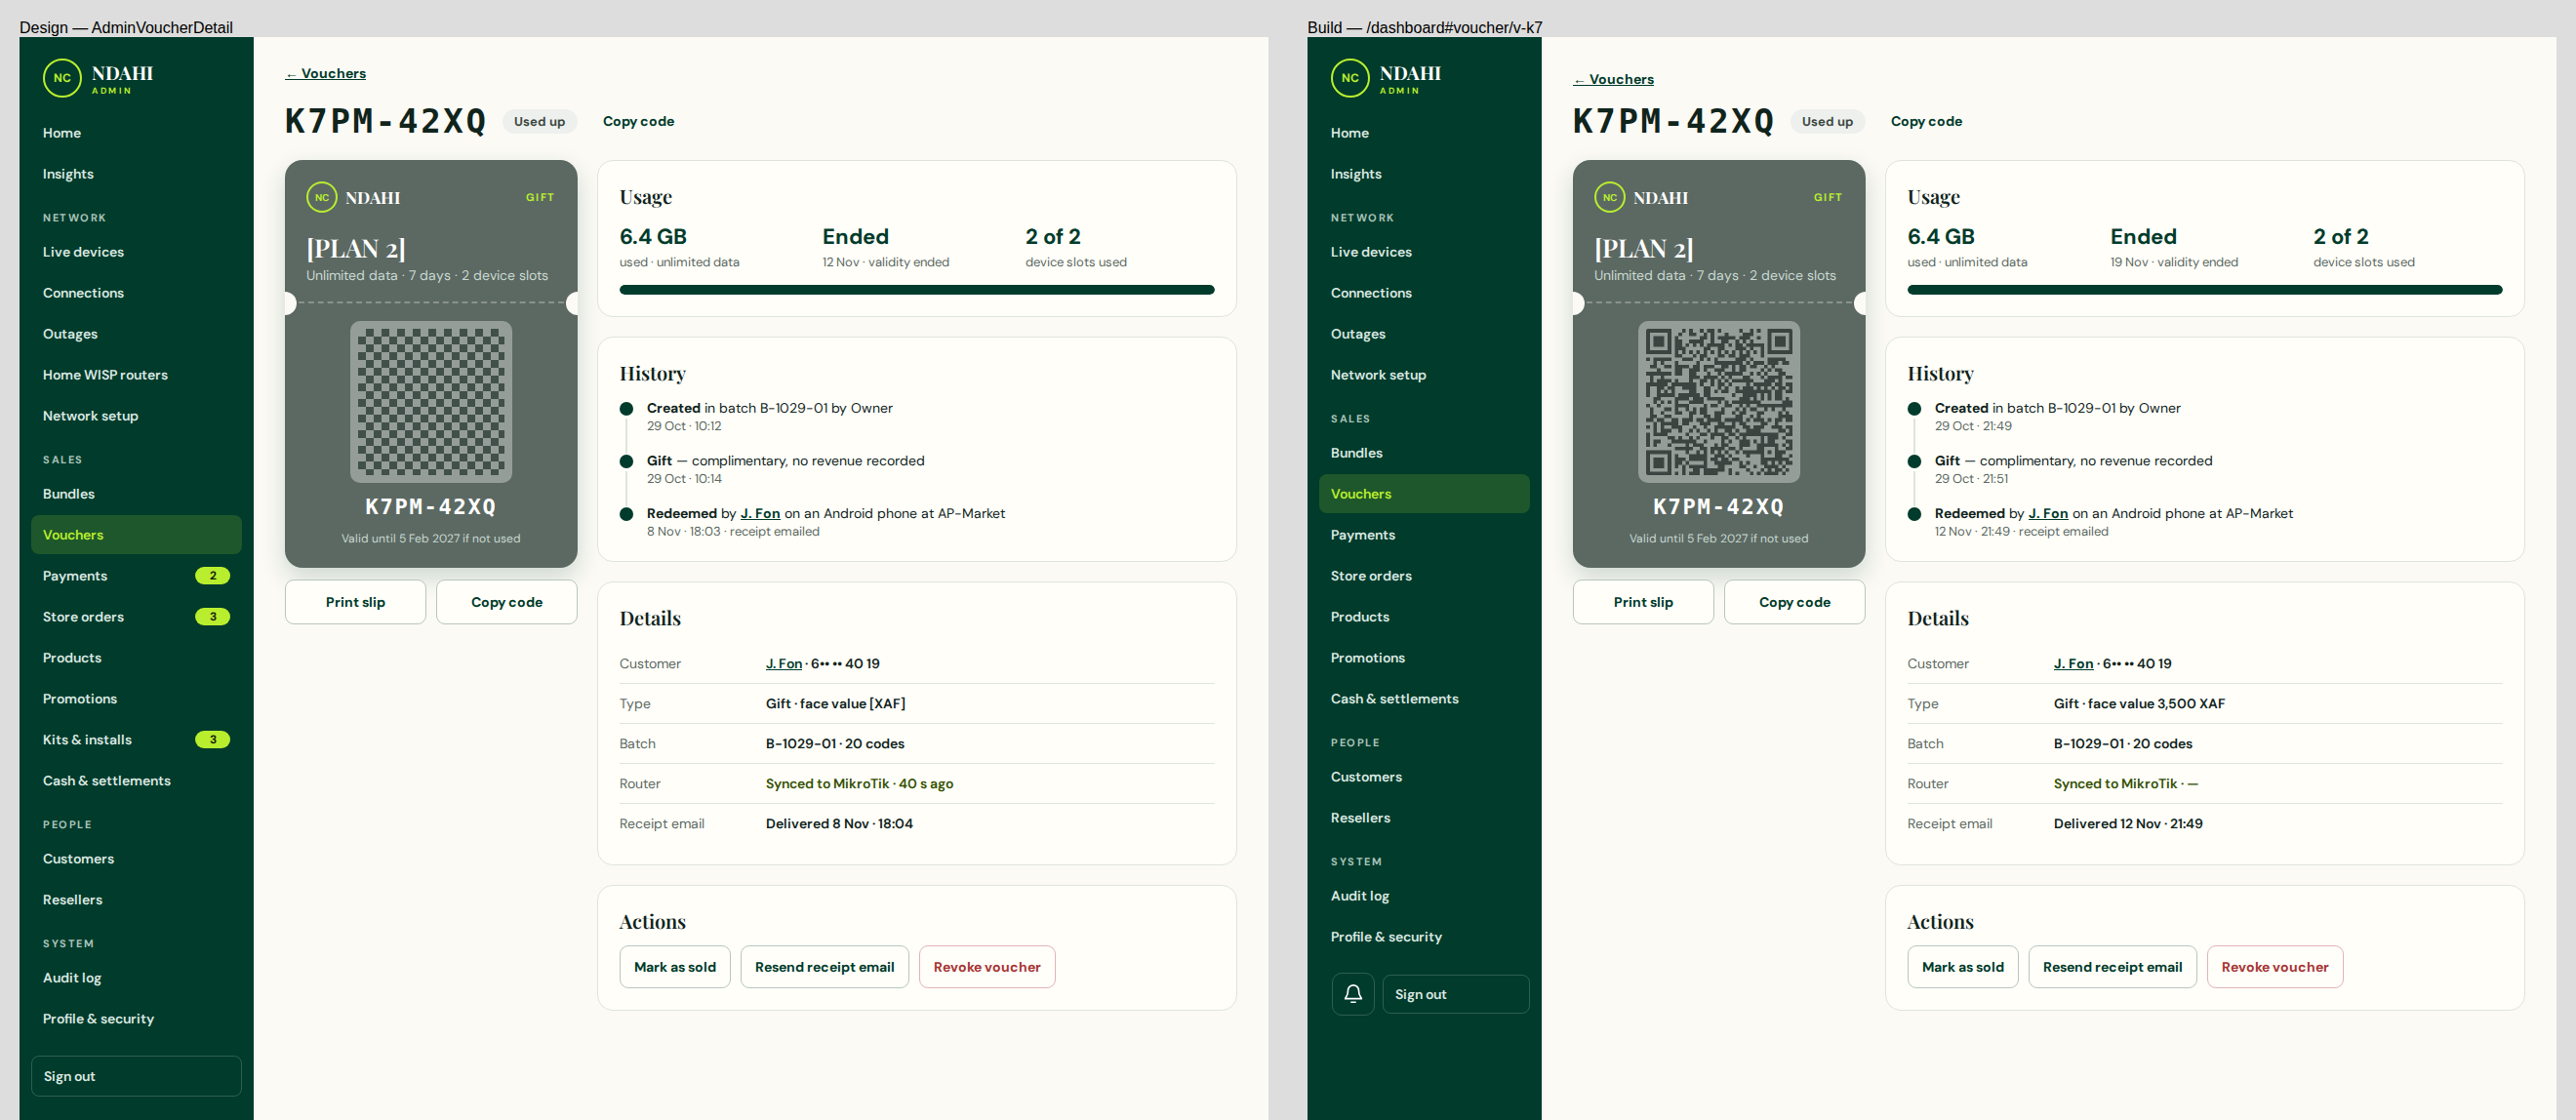 Design — AdminVoucherDetail
NC
NDAHI
ADMIN
Home
Insights
NETWORK
Live devices
Connections
Outages
Home WISP routers
Network setup
SALES
Bundles
Vouchers
Payments 2
Store orders 3
Products
Promotions
Kits & installs 3
Cash & settlements
PEOPLE
Customers
Resellers
SYSTEM
Audit log
Profile & security
Sign out
← Vouchers
K7PM-42XQ Used up Copy code
NC NDAHI GIFT
[PLAN 2]
Unlimited data · 7 days · 2 device slots
K7PM-42XQ
Valid until 5 Feb 2027 if not used
Print slip Copy code
Usage
6.4 GB Ended 2 of 2
used · unlimited data 12 Nov · validity ended device slots used
History
Created in batch B-1029-01 by Owner
29 Oct · 10:12
Gift — complimentary, no revenue recorded
29 Oct · 10:14
Redeemed by J. Fon on an Android phone at AP-Market
8 Nov · 18:03 · receipt emailed
Details
Customer J. Fon · 6•• •• 40 19
Type Gift · face value [XAF]
Batch B-1029-01 · 20 codes
Router Synced to MikroTik · 40 s ago
Receipt email Delivered 8 Nov · 18:04
Actions
Mark as sold Resend receipt email Revoke voucher
Build — /dashboard#voucher/v-k7
NC
NDAHI
ADMIN
Home
Insights
NETWORK
Live devices
Connections
Outages
Network setup
SALES
Bundles
Vouchers
Payments
Store orders
Products
Promotions
Cash & settlements
PEOPLE
Customers
Resellers
SYSTEM
Audit log
Profile & security
Sign out
← Vouchers
K7PM-42XQ Used up Copy code
NC NDAHI GIFT
[PLAN 2]
Unlimited data · 7 days · 2 device slots
K7PM-42XQ
Valid until 5 Feb 2027 if not used
Print slip Copy code
Usage
6.4 GB Ended 2 of 2
used · unlimited data 19 Nov · validity ended device slots used
History
Created in batch B-1029-01 by Owner
29 Oct · 21:49
Gift — complimentary, no revenue recorded
29 Oct · 21:51
Redeemed by J. Fon on an Android phone at AP-Market
12 Nov · 21:49 · receipt emailed
Details
Customer J. Fon · 6•• •• 40 19
Type Gift · face value 3,500 XAF
Batch B-1029-01 · 20 codes
Router Synced to MikroTik · —
Receipt email Delivered 12 Nov · 21:49
Actions
Mark as sold Resend receipt email Revoke voucher